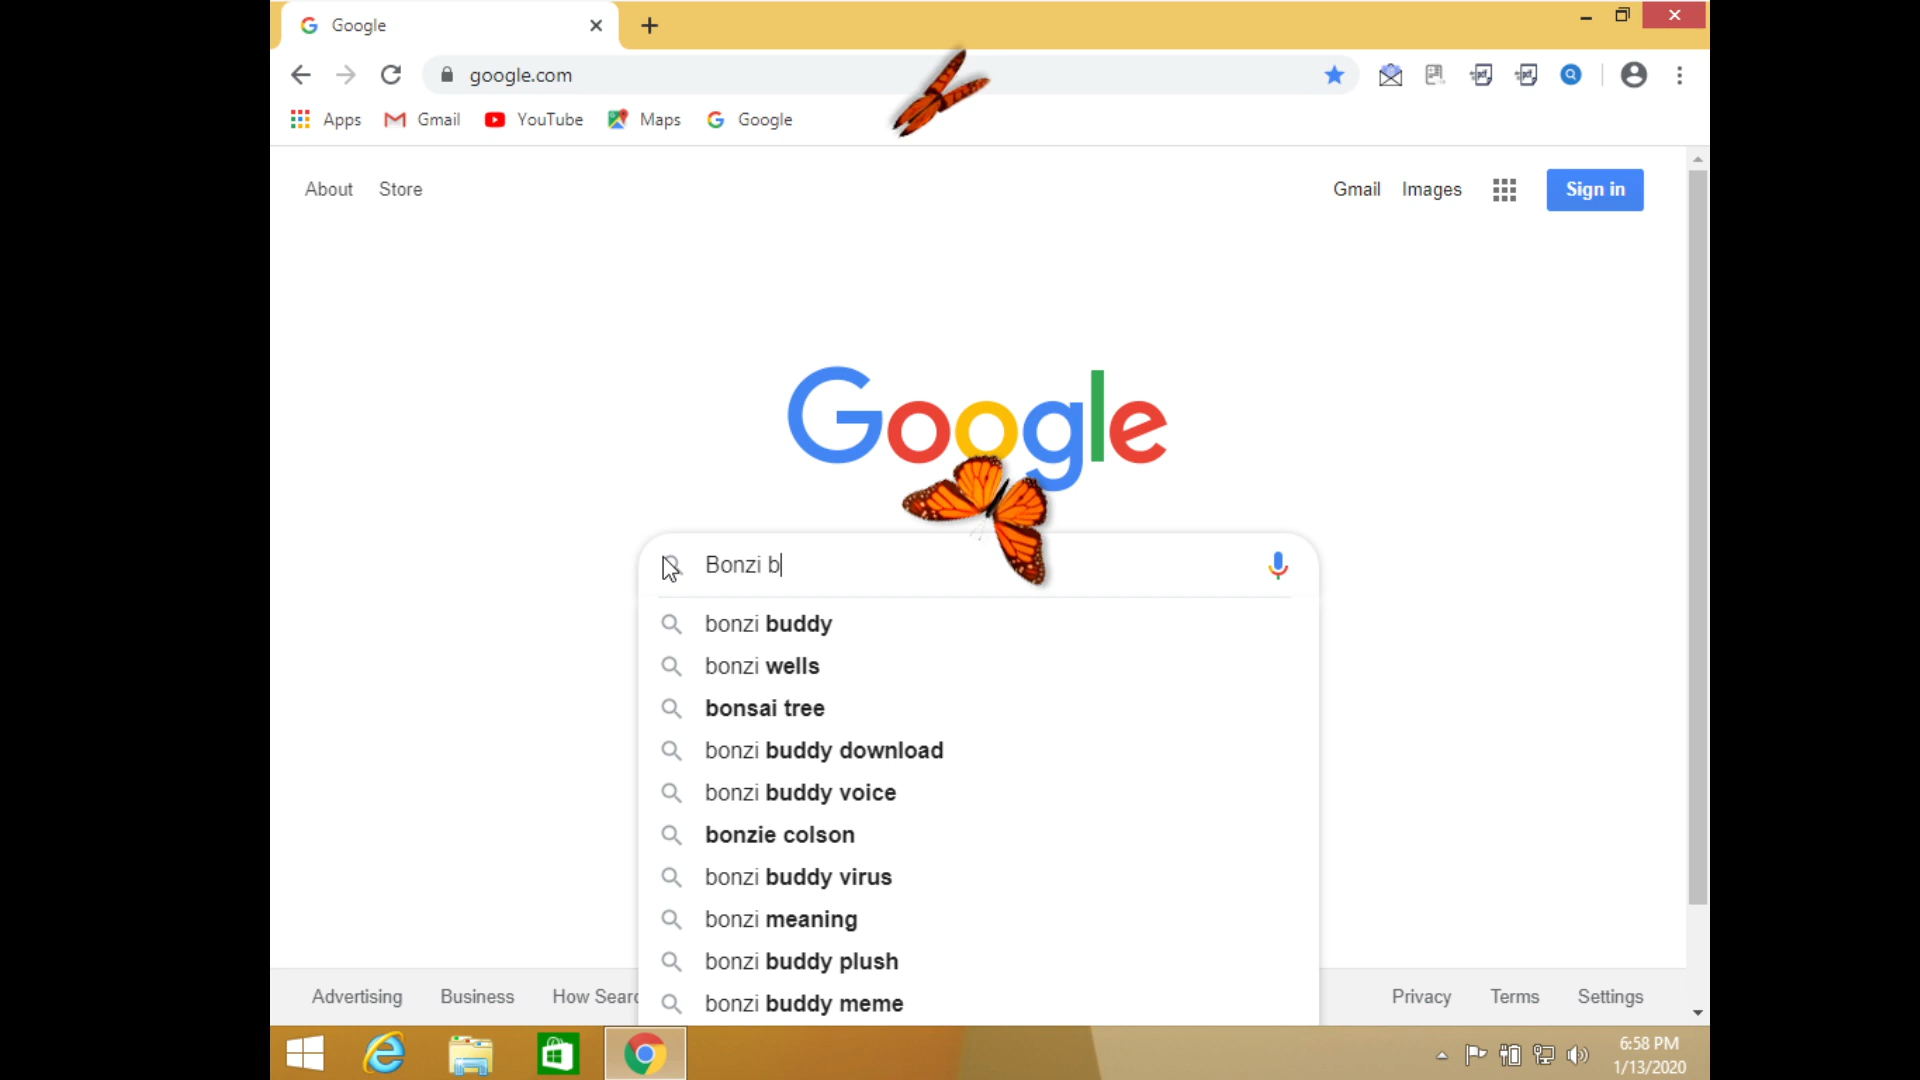 Google
google.com
Apps Gmail YouTube Maps Google
About Store Gmail Images Sign in
Google
Bonzi b
bonzi buddy
bonzi wells
bonsai tree
bonzi buddy download
bonzi buddy voice
bonzie colson
bonzi buddy virus
bonzi meaning
bonzi buddy plush
bonzi buddy meme
Advertising Business How Searc Privacy Terms Settings
6:58 PM
1/13/2020